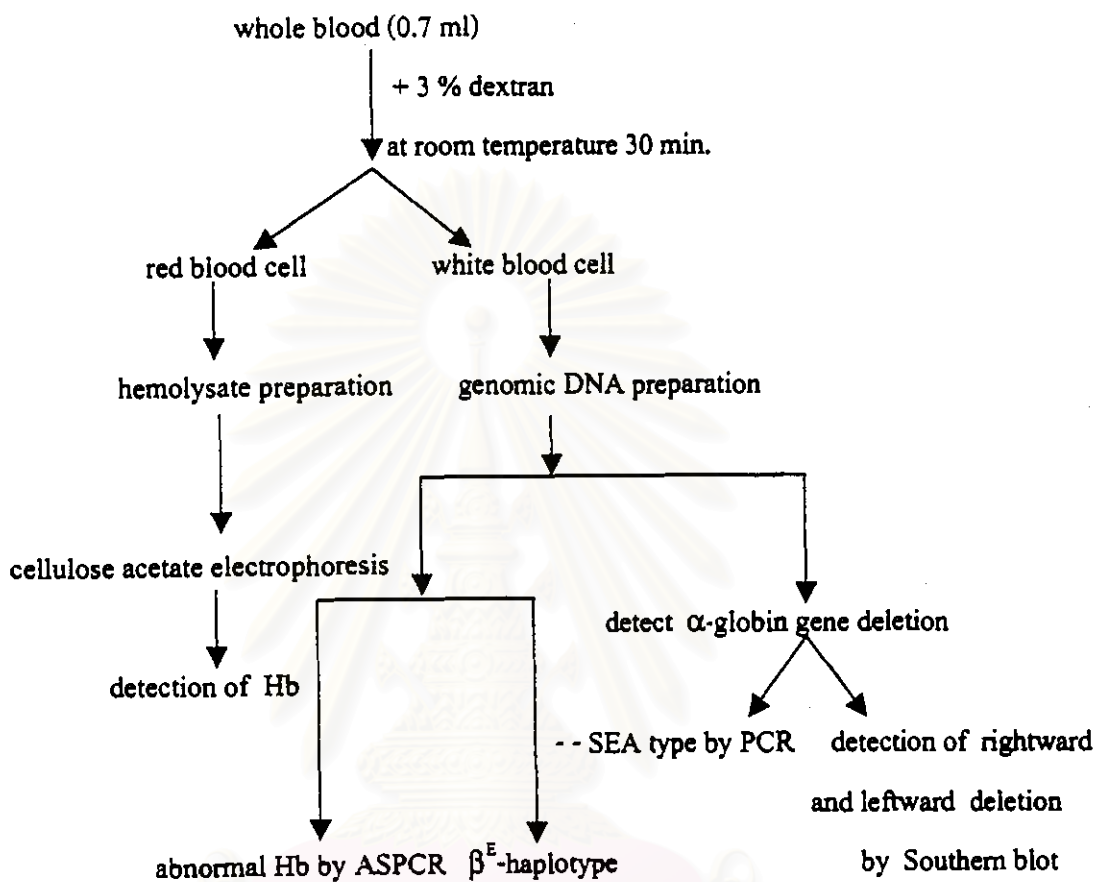 whole blood (0.7 ml)
+ 3 % dextran
at room temperature 30 min.
red blood cell
white blood cell
hemolysate preparation
genomic DNA preparation
cellulose acetate electrophoresis
detect α-globin gene deletion
detection of Hb
- - SEA type by PCR
detection of rightward
and leftward deletion
by Southern blot
abnormal Hb by ASPCR
β^E-haplotype